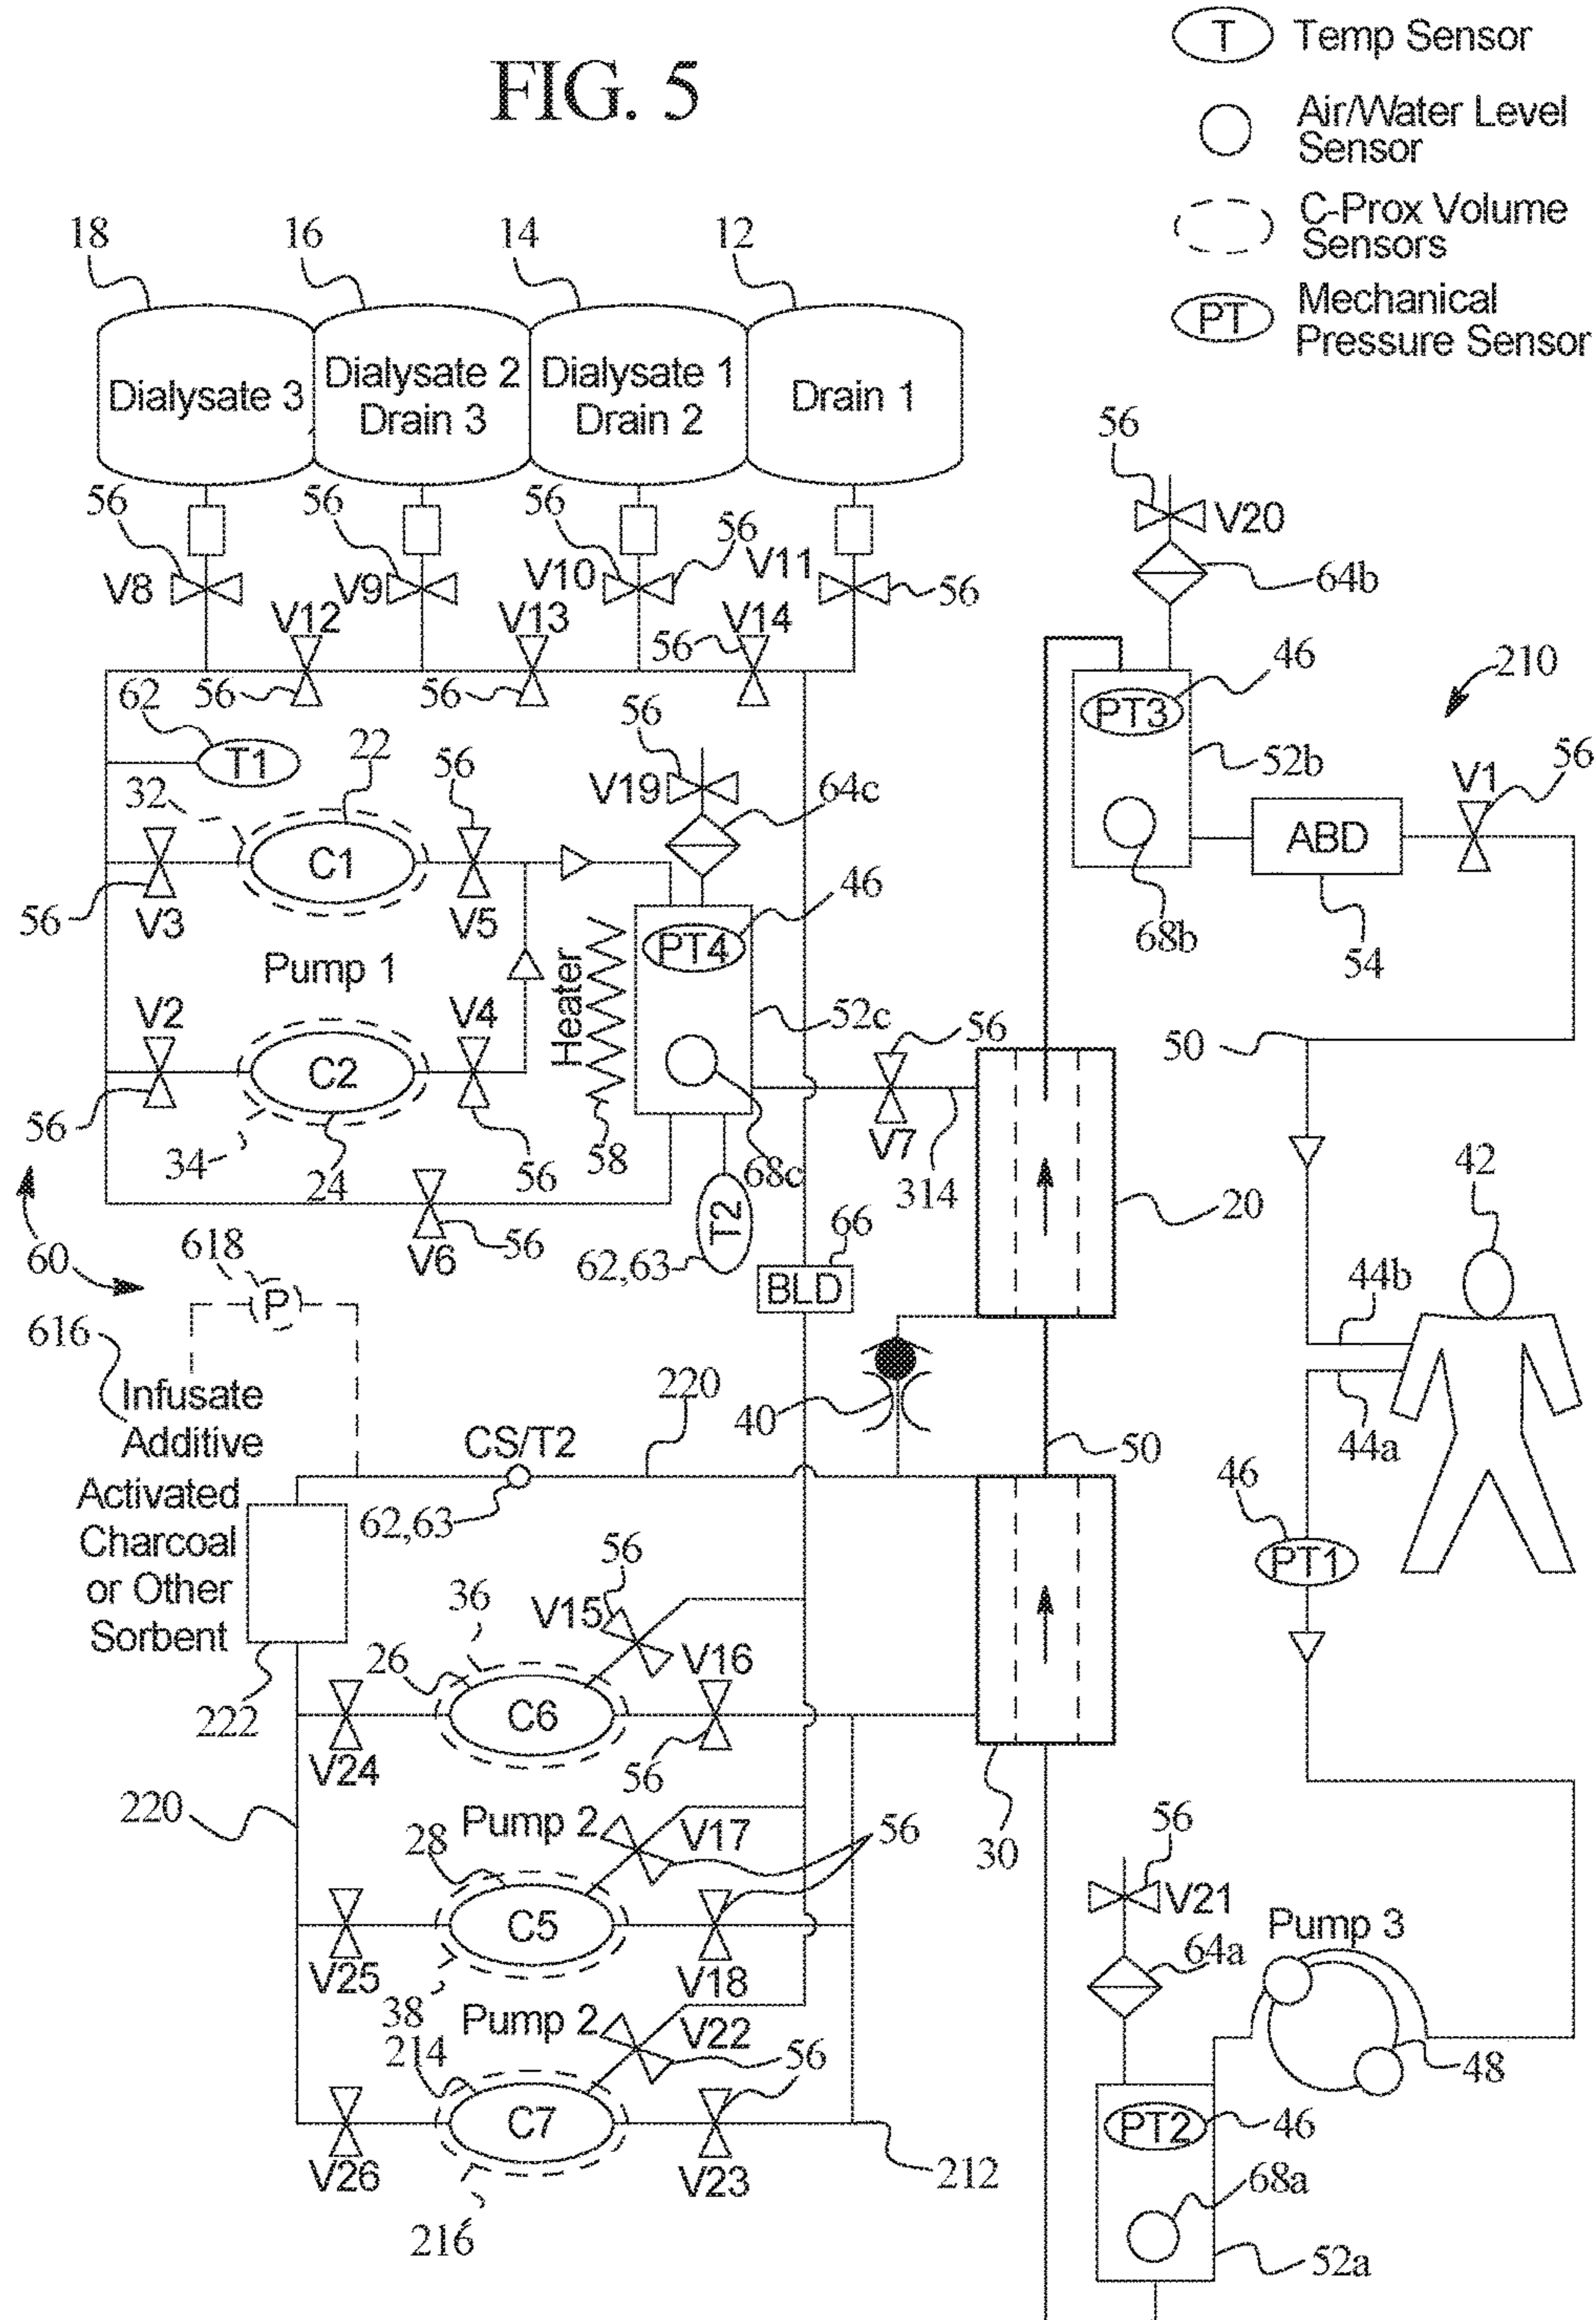 FIG. 5
T Temp Sensor
Air/Water Level
Sensor
C-Prox Volume
Sensors
PT Mechanical
Pressure Sensor
18 16 14 12
Dialysate 3
Dialysate 2
Drain 3
Dialysate 1
Drain 2
Drain 1
56 56 56 56
V8 V9 V10 V11 56
V12 V13 V14
56 56 56
56
V20
64b
46
PT3
52b
68b
210
V1 56
ABD
54
50
62 T1
22
32
56
C1
56 V3 V5
Pump 1
V2 V4
C2
56 34 24 56
56
V19 64c
46
PT4
Heater
58
52c
68c
56
V7
314
20
T2
62,63
V6 56
60
66
BLD
42
44b
44a
618
P
616
Infusate
Additive
Activated
Charcoal
or Other
Sorbent
222
CS/T2
62,63
220
40
50
46
PT1
36
26
56
V15
V16
C6
V24
56
220
Pump 2
28
V17
56
C5
V25
38
V18
Pump 2
214
V22
56
C7
V26
V23
216
212
30
56
V21
64a
Pump 3
48
PT2
46
68a
52a